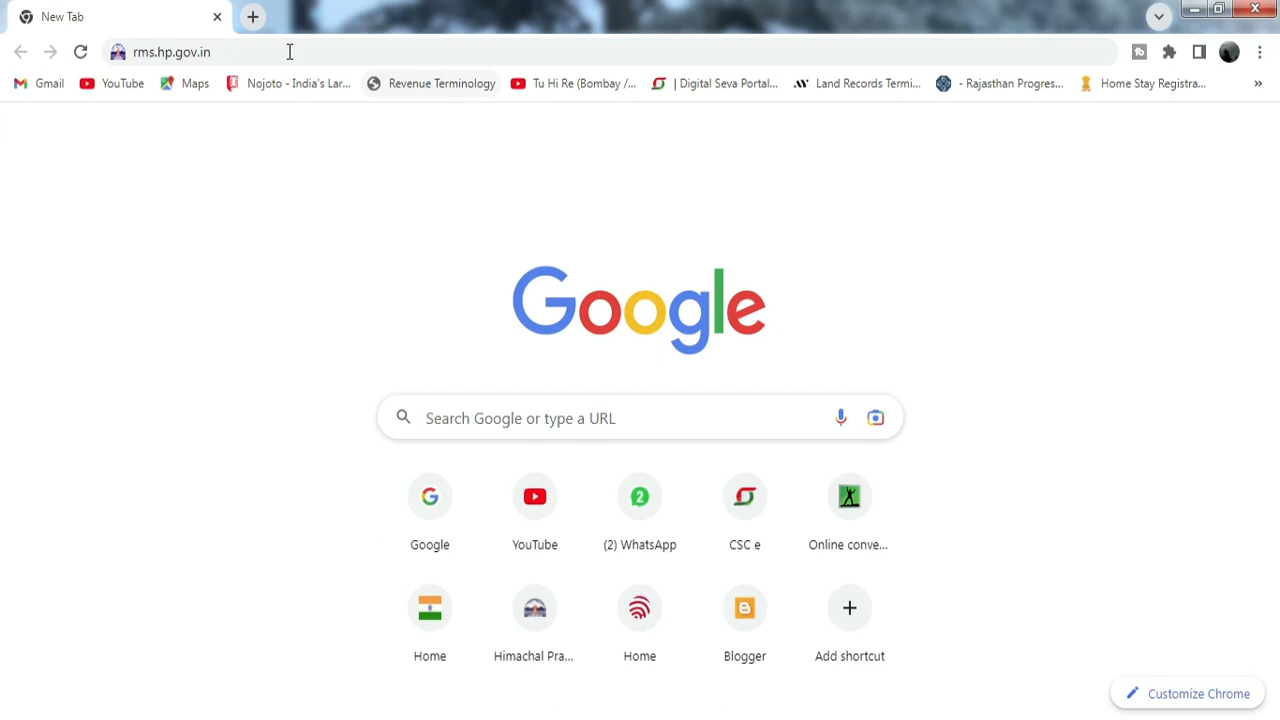 New Tab
rms.hp.gov.in
Gmail YouTube Maps Nojoto - India's Lar... Revenue Terminology Tu Hi Re (Bombay /... | Digital Seva Portal... Land Records Termi... - Rajasthan Progres... Home Stay Registra... »
Google
Search Google or type a URL
Google YouTube (2) WhatsApp CSC e Online conve...
Home Himachal Pra... Home Blogger Add shortcut
Customize Chrome